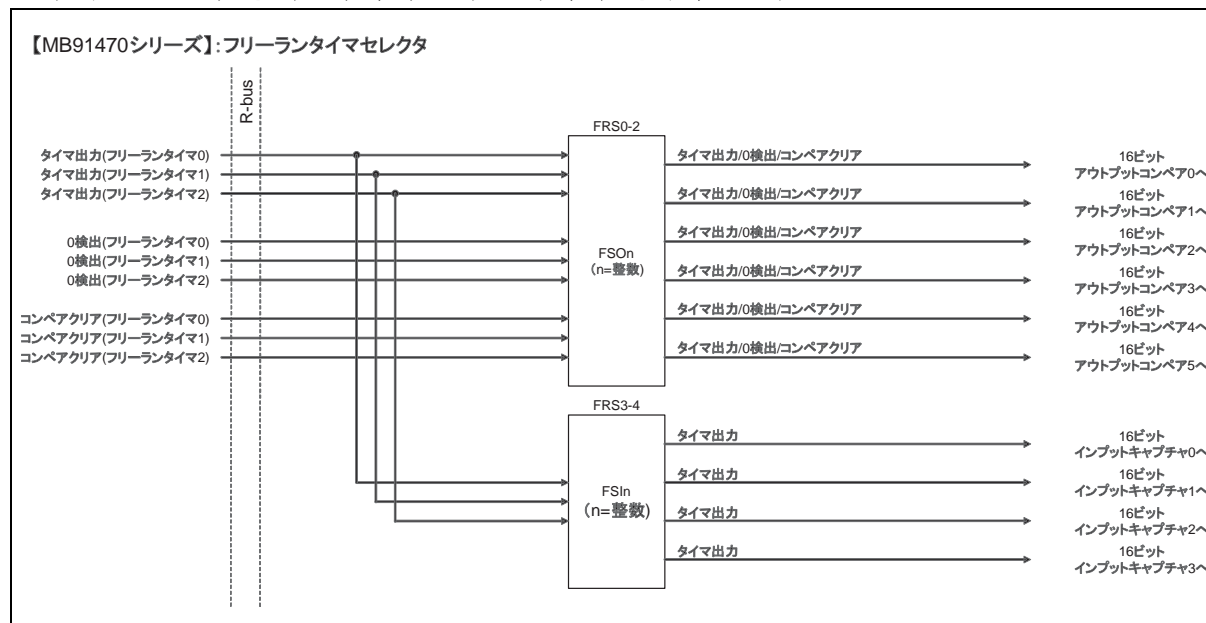 【MB91470シリーズ】:フリーランタイマセレクタ
R-bus
タイマ出力(フリーランタイマ0)
タイマ出力(フリーランタイマ1)
タイマ出力(フリーランタイマ2)
0検出(フリーランタイマ0)
0検出(フリーランタイマ1)
0検出(フリーランタイマ2)
コンペアクリア(フリーランタイマ0)
コンペアクリア(フリーランタイマ1)
コンペアクリア(フリーランタイマ2)
FRS0-2
FSOn
(n=整数)
タイマ出力/0検出/コンペアクリア
16ビット
アウトプットコンペア0へ
タイマ出力/0検出/コンペアクリア
16ビット
アウトプットコンペア1へ
タイマ出力/0検出/コンペアクリア
16ビット
アウトプットコンペア2へ
タイマ出力/0検出/コンペアクリア
16ビット
アウトプットコンペア3へ
タイマ出力/0検出/コンペアクリア
16ビット
アウトプットコンペア4へ
タイマ出力/0検出/コンペアクリア
16ビット
アウトプットコンペア5へ
FRS3-4
FSIn
(n=整数)
タイマ出力
16ビット
インプットキャプチャ0へ
タイマ出力
16ビット
インプットキャプチャ1へ
タイマ出力
16ビット
インプットキャプチャ2へ
タイマ出力
16ビット
インプットキャプチャ3へ